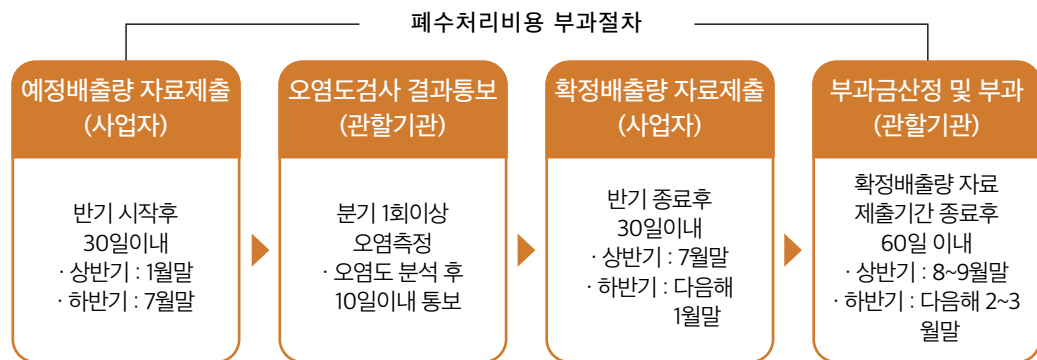 폐수처리비용 부과절차
예정배출량 자료제출
(사업자)
반기 시작후
30일이내
· 상반기 : 1월말
· 하반기 : 7월말
오염도검사 결과통보
(관할기관)
분기 1회이상
오염측정
· 오염도 분석 후
10일이내 통보
확정배출량 자료제출
(사업자)
반기 종료후
30일이내
· 상반기 : 7월말
· 하반기 : 다음해
1월말
부과금산정 및 부과
(관할기관)
확정배출량 자료
제출기간 종료후
60일 이내
· 상반기 : 8~9월말
· 하반기 : 다음해 2~3
월말